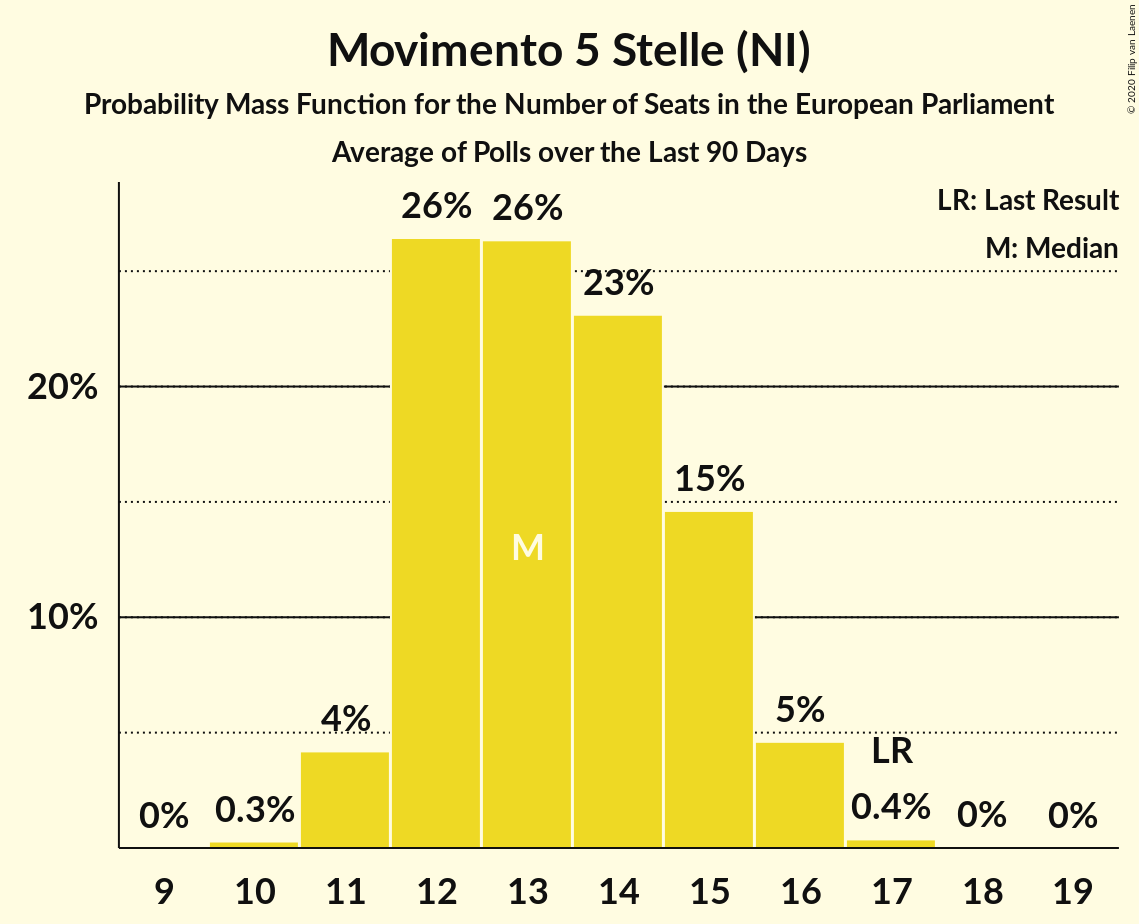 Movimento 5 Stelle (NI)
Probability Mass Function for the Number of Seats in the European Parliament
Average of Polls over the Last 90 Days
© 2020 Filip van Laenen
LR: Last Result
M: Median
26% 26%
23%
20%
15%
M
10%
5%
4%
LR
0% 0.3% 0.4% 0% 0%
9 10 11 12 13 14 15 16 17 18 19